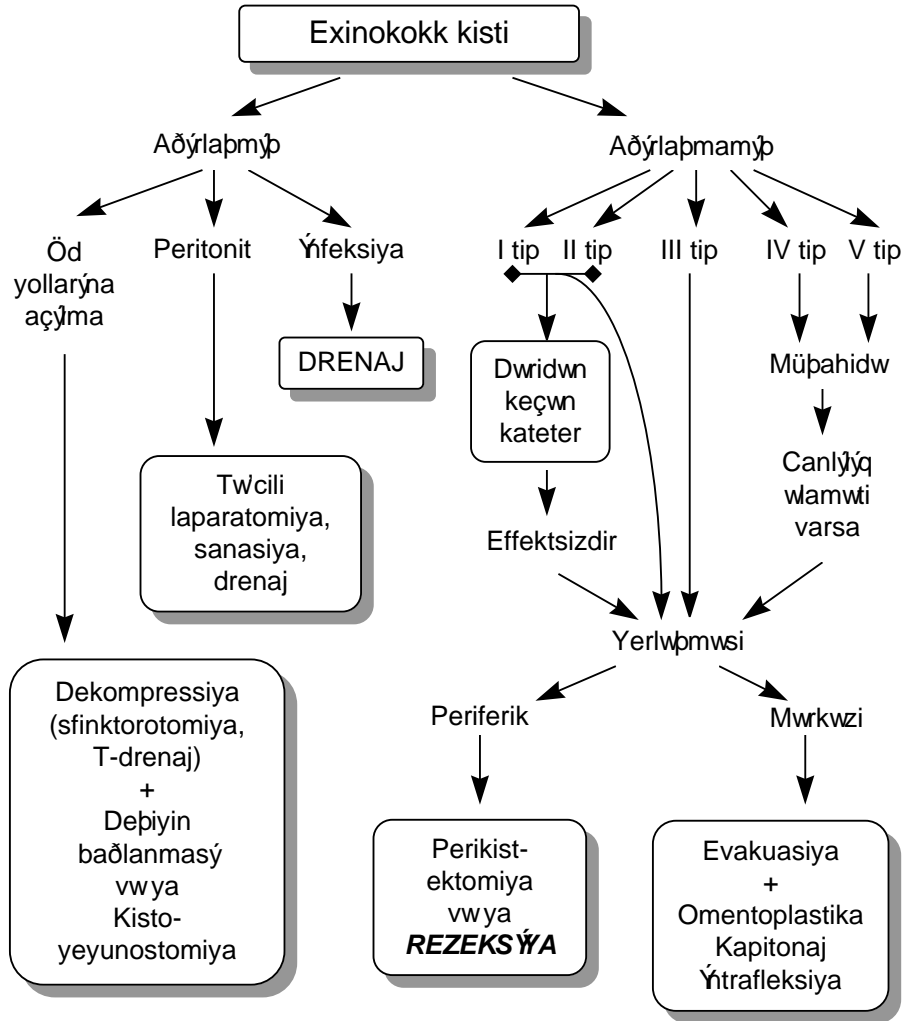 Exinokokk kisti
Aðýrlaþmýþ
Aðýrlaþmamýþ
Öd
yollarýna
açýlma
Peritonit
Ýnfeksiya
I tip
II tip
III tip
IV tip
V tip
DRENAJ
Dwridwn
keçwn
kateter
Müþahidw
Tw'cili
laparatomiya,
sanasiya,
drenaj
Effektsizdir
Canlýlýq
wlamwti
varsa
Yerlwþmwsi
Dekompressiya
(sfinktorotomiya,
T-drenaj)
+
Deþiyin
baðlanmasý
vw ya
Kisto-
yeyunostomiya
Periferik
Mwrkwzi
Perikist-
ektomiya
vw ya
REZEKSÝYA
Evakuasiya
+
Omentoplastika
Kapitonaj
Ýntrafleksiya